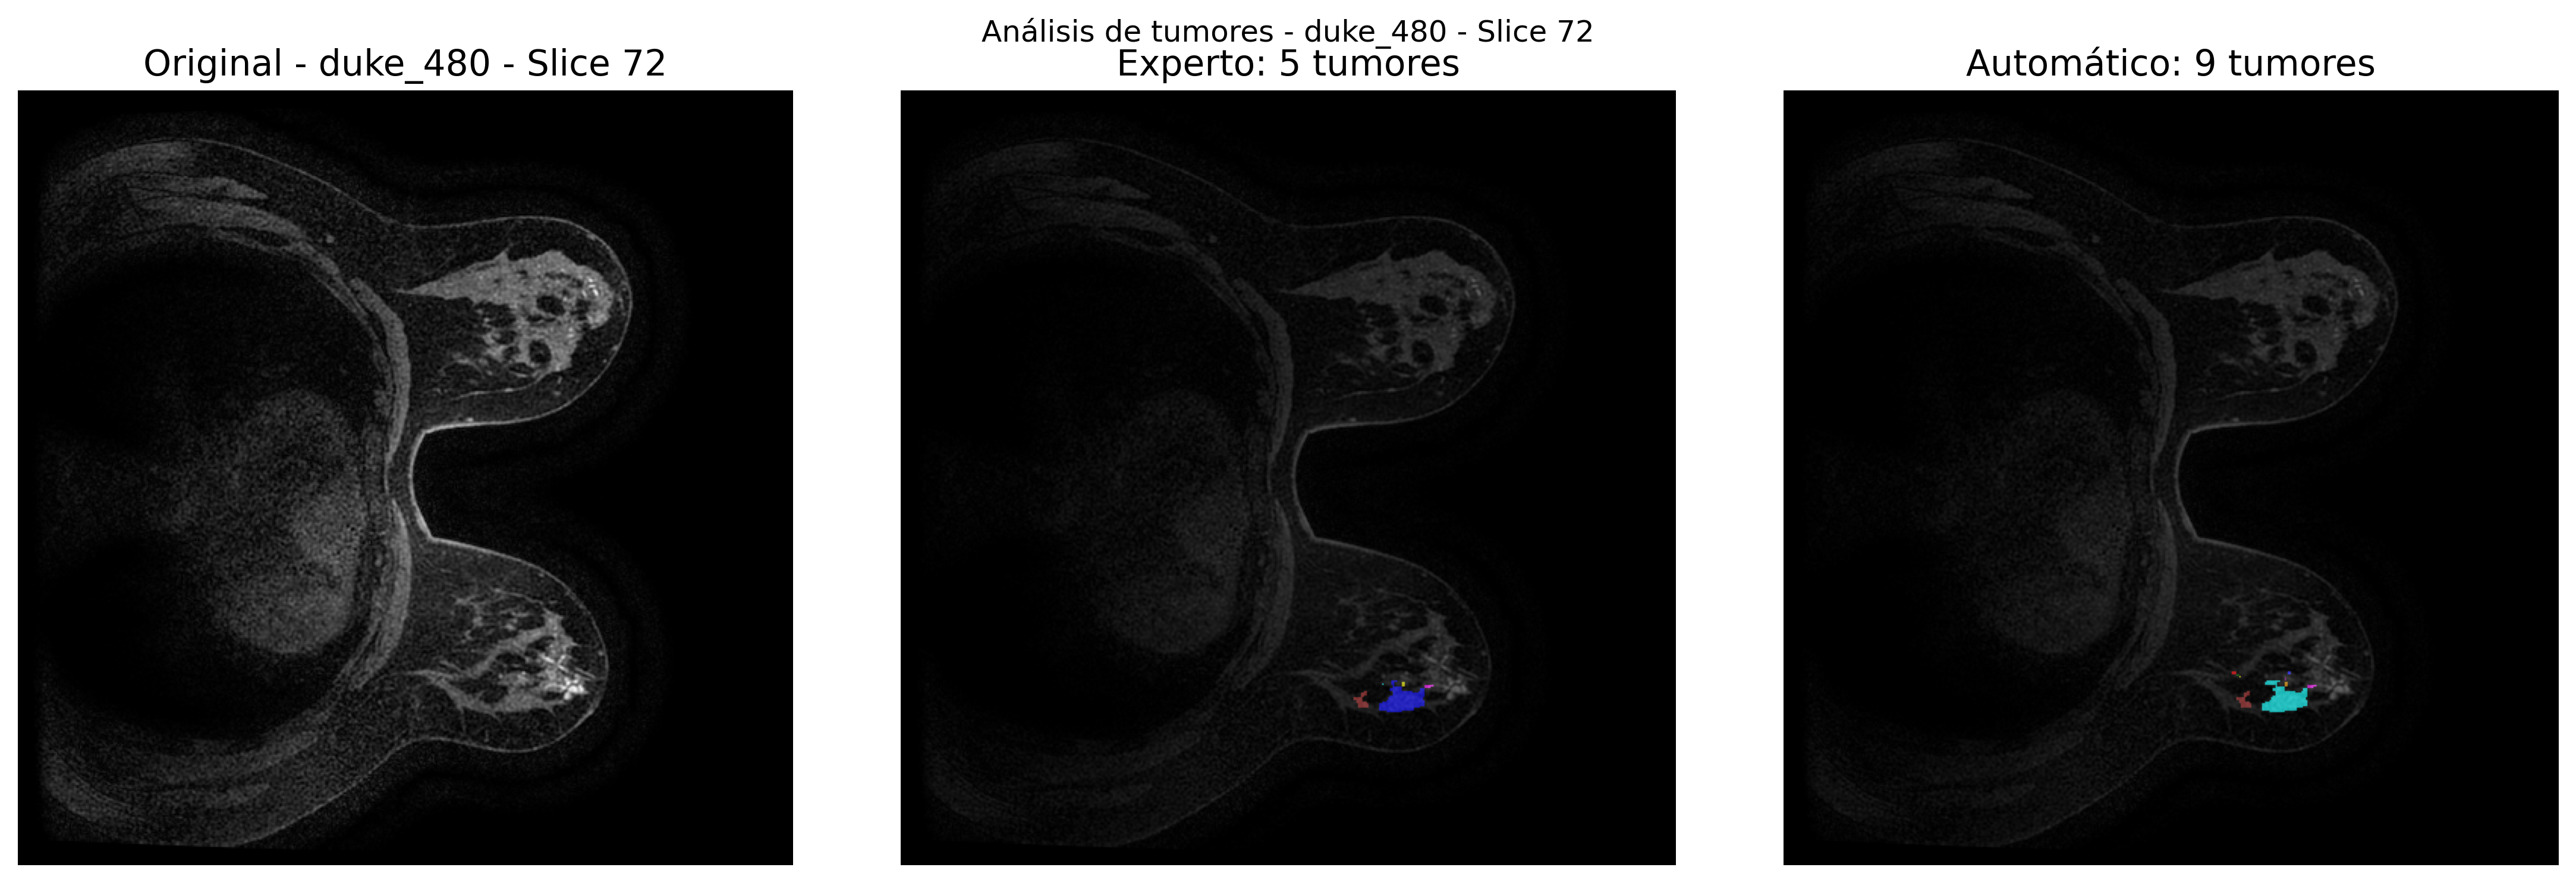 Análisis de tumores - duke_480 - Slice 72
Original - duke_480 - Slice 72
Experto: 5 tumores
Automático: 9 tumores